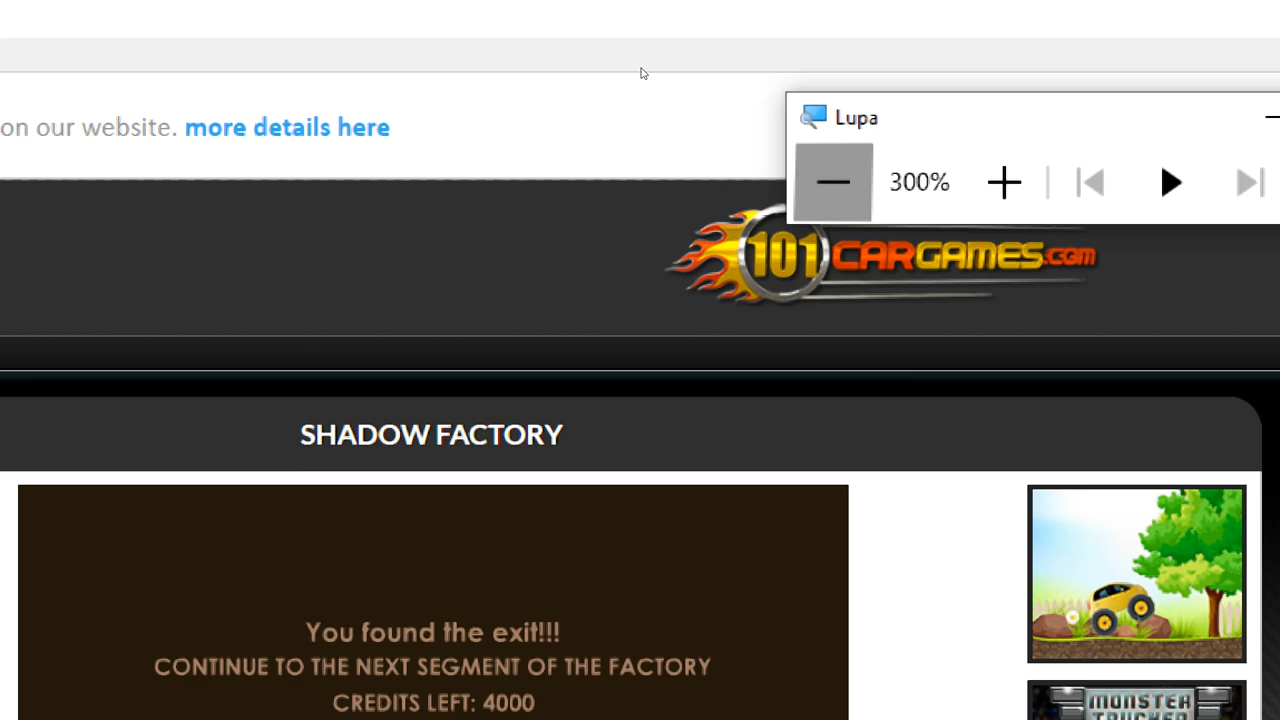 on our website. more details here
Lupa
300%
101CARGAMES.com
SHADOW FACTORY
You found the exit!!!
CONTINUE TO THE NEXT SEGMENT OF THE FACTORY
CREDITS LEFT: 4000
MONSTER
TRUCKER